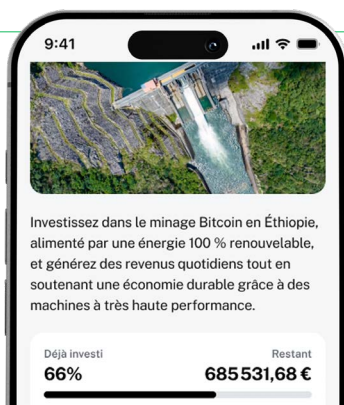 9:41
Investissez dans le minage Bitcoin en Éthiopie,
alimenté par une énergie 100 % renouvelable,
et générez des revenus quotidiens tout en
soutenant une économie durable grâce à des
machines à très haute performance.
Déjà investi Restant
66% 685 531,68 €